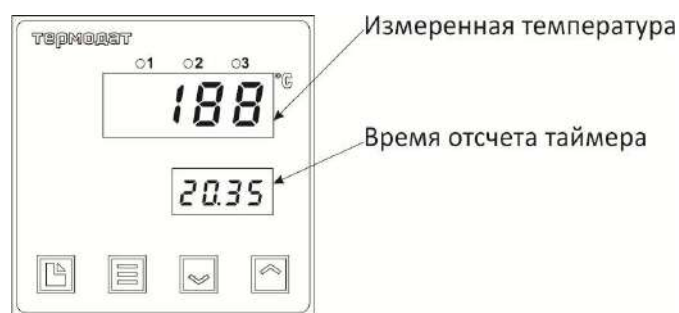 термодат
Измеренная температура
1 2 3
°C
188
Время отсчета таймера
20.35